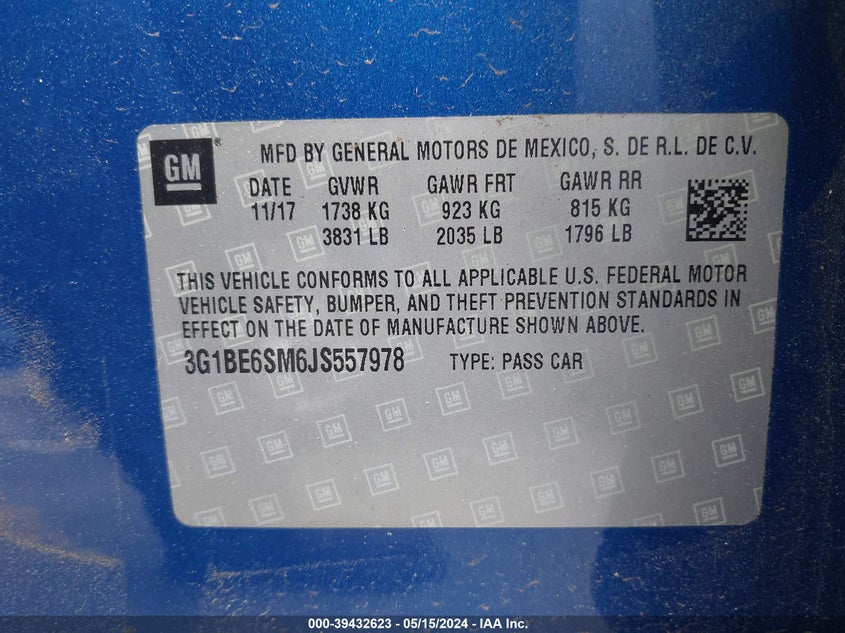 GM® MFD BY GENERAL MOTORS DE MEXICO, S. DE R.L. DE C.V.
DATE GVWR GAWR FRT GAWR RR
11/17 1738 KG 923 KG 815 KG
3831 LB 2035 LB 1796 LB
THIS VEHICLE CONFORMS TO ALL APPLICABLE U.S. FEDERAL MOTOR
VEHICLE SAFETY, BUMPER, AND THEFT PREVENTION STANDARDS IN
EFFECT ON THE DATE OF MANUFACTURE SHOWN ABOVE.
3G1BE6SM6JS557978 TYPE: PASS CAR
000-39432623 - 05/15/2024 - IAA Inc.